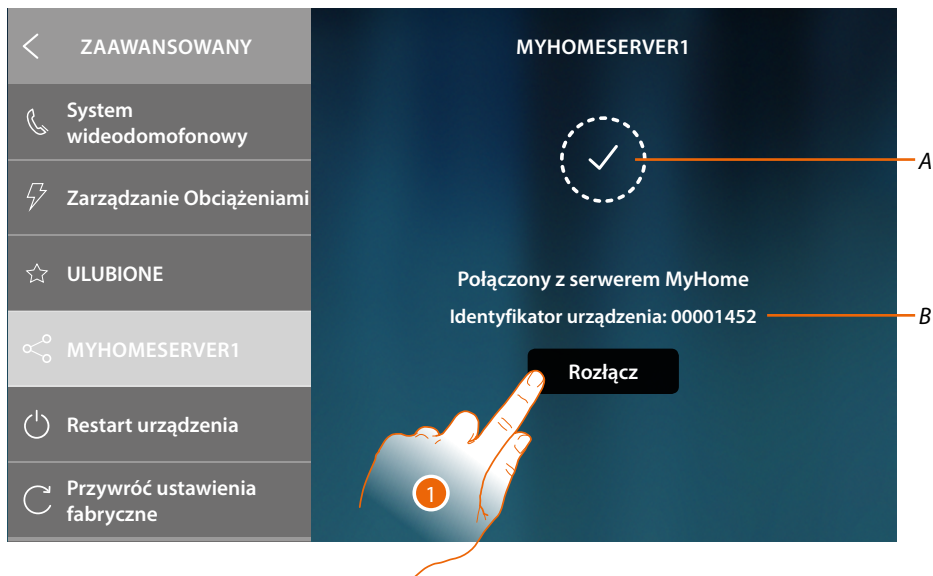 ZAAWANSOWANY
System
wideodomofonowy
Zarządzanie Obciążeniami
ULUBIONE
MYHOMESERVER1
Restart urządzenia
Przywróć ustawienia
fabryczne
MYHOMESERVER1
A
Połączony z serwerem MyHome
Identyfikator urządzenia: 00001452
B
Rozłącz
1